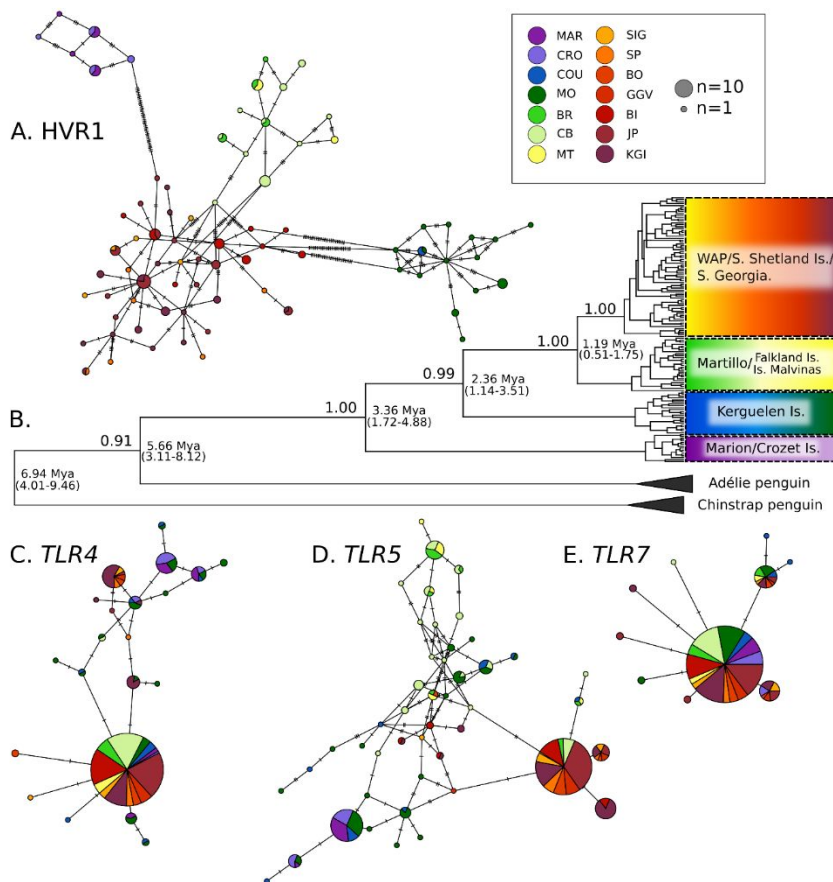 A. HVR1
MAR SIG
CRO SP
COU BO
MO GGV
BR BI
CB JP
MT KGI
n=10
n=1
B.
WAP/S. Shetland Is./
S. Georgia.
1.00
1.19 Mya
(0.51-1.75)
1.00
Martillo/Falkland Is.
Is. Malvinas
0.99
2.36 Mya
(1.14-3.51)
Kerguelen Is.
1.00
3.36 Mya
(1.72-4.88)
Marion/Crozet Is.
0.91
5.66 Mya
(3.11-8.12)
6.94 Mya
(4.01-9.46)
Adélie penguin
Chinstrap penguin
C. TLR4
D. TLR5
E. TLR7